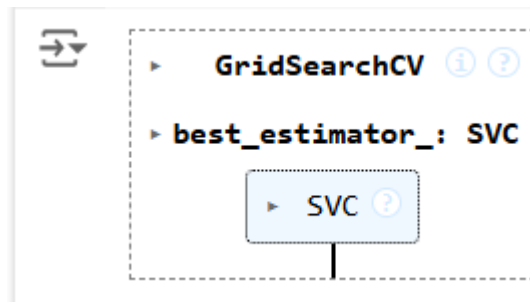 GridSearchCV i ?
best_estimator_: SVC
SVC ?